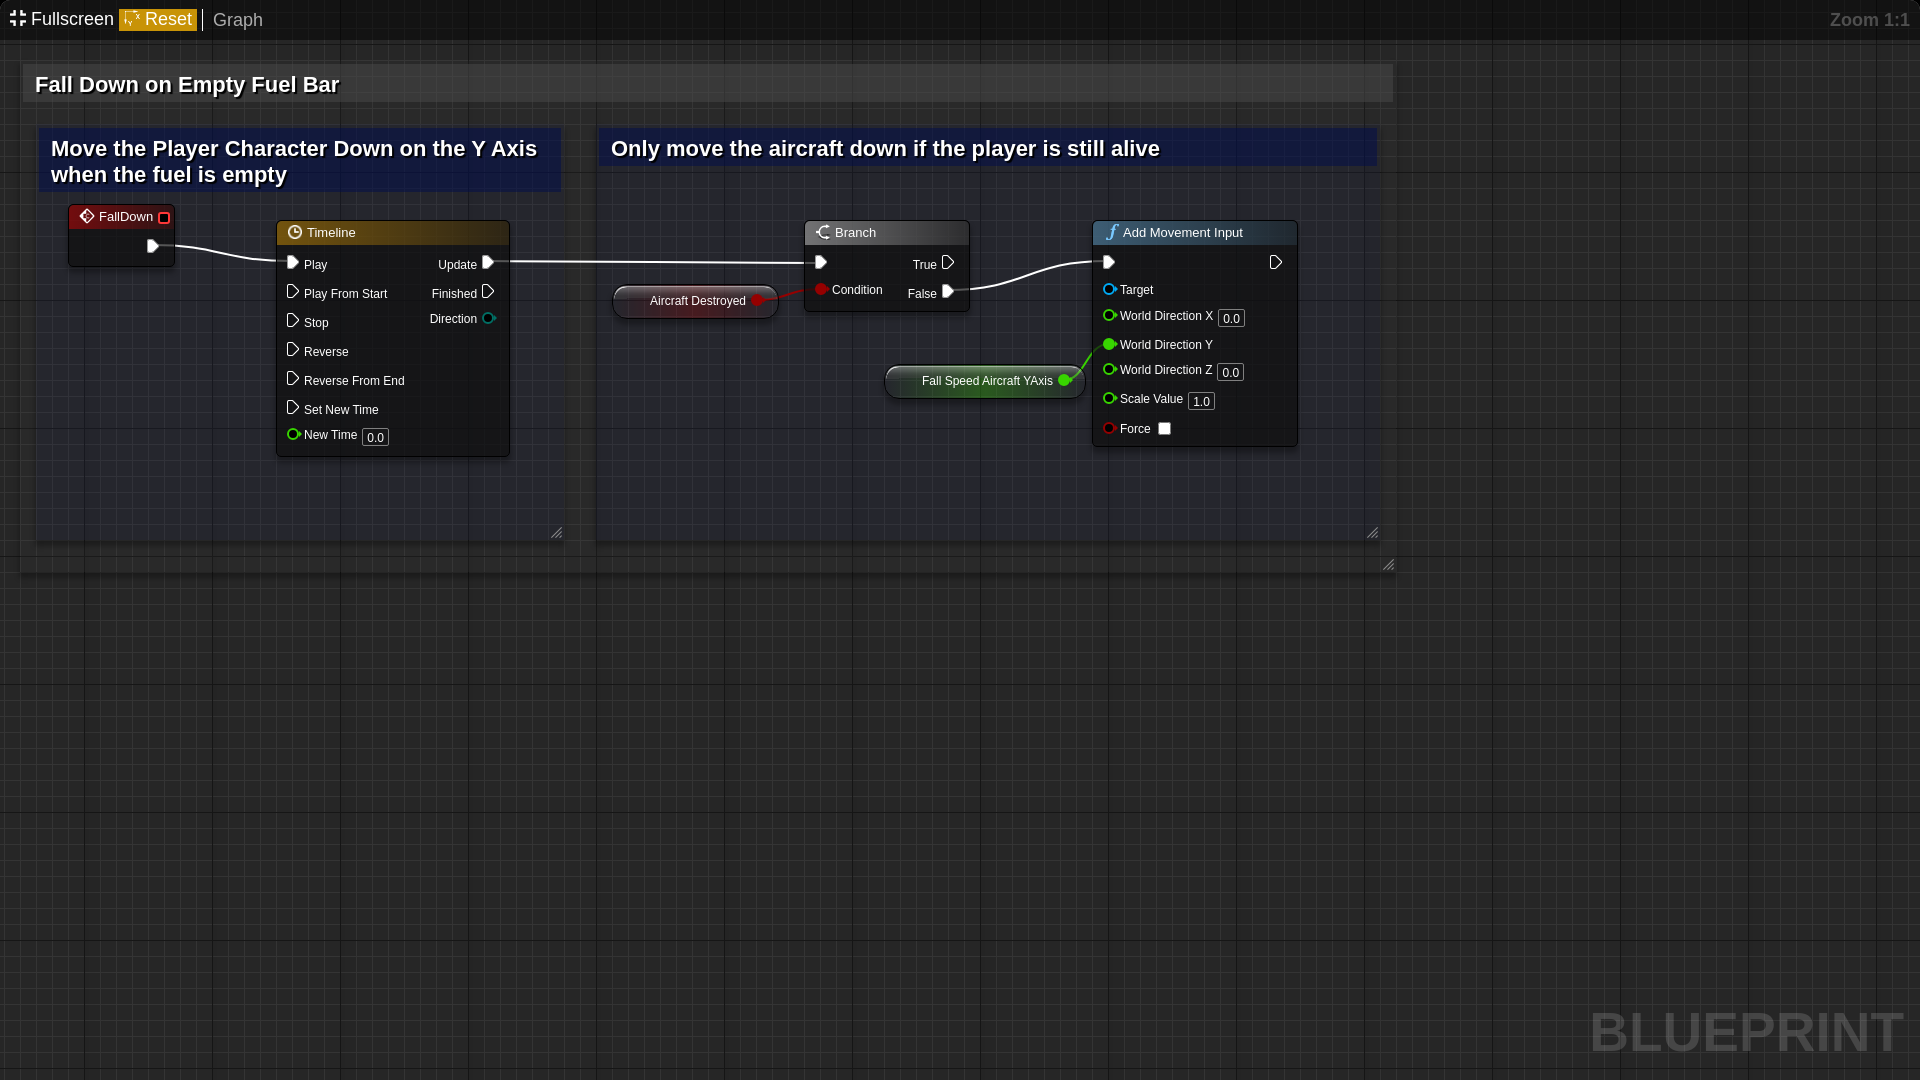 Fullscreen Reset Graph Zoom 1:1
Fall Down on Empty Fuel Bar
Move the Player Character Down on the Y Axis
when the fuel is empty
Only move the aircraft down if the player is still alive
FallDown
Timeline
Play Update
Play From Start Finished
Stop Direction
Reverse
Reverse From End
Set New Time
New Time 0.0
Aircraft Destroyed
Branch
True
Condition False
Fall Speed Aircraft YAxis
Add Movement Input
Target
World Direction X 0.0
World Direction Y
World Direction Z 0.0
Scale Value 1.0
Force
BLUEPRINT